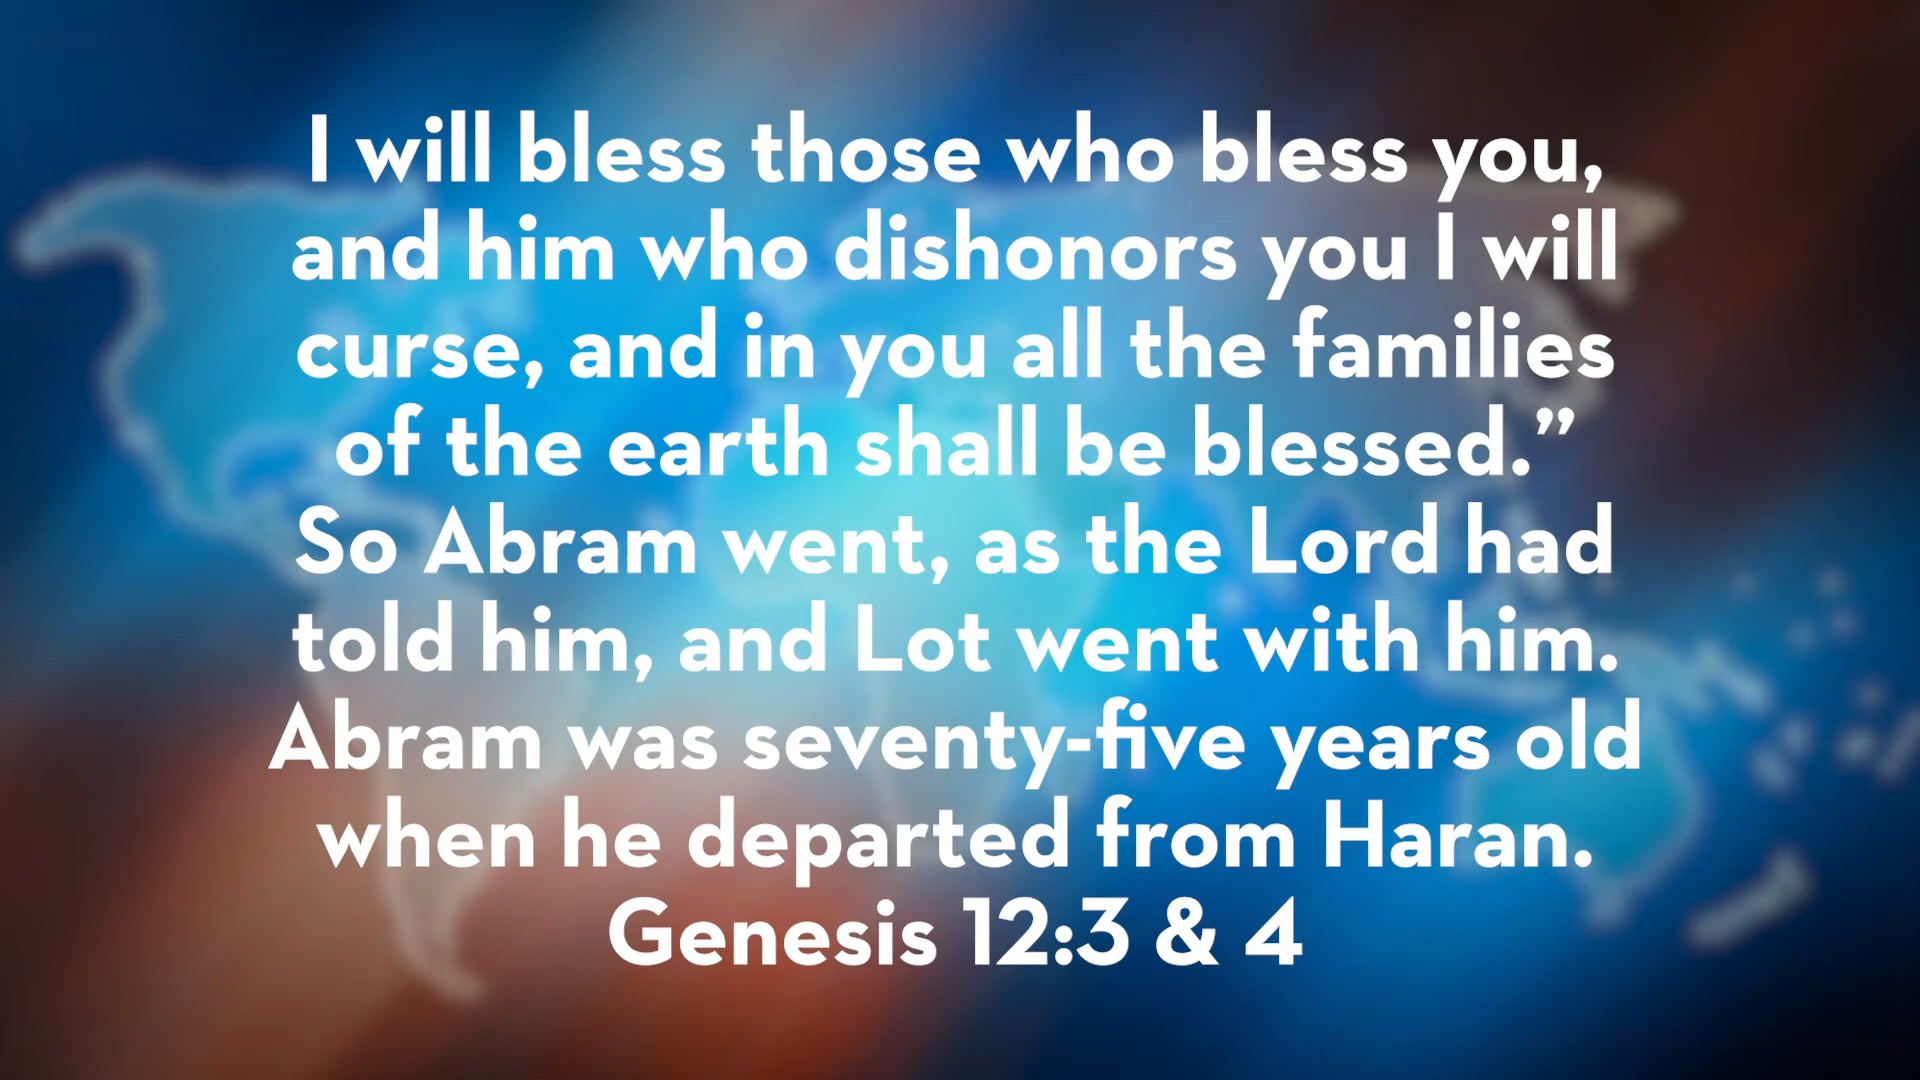 I will bless those who bless you,
and him who dishonors you I will
curse, and in you all the families
of the earth shall be blessed.”
So Abram went, as the Lord had
told him, and Lot went with him.
Abram was seventy-five years old
when he departed from Haran.
Genesis 12:3 & 4